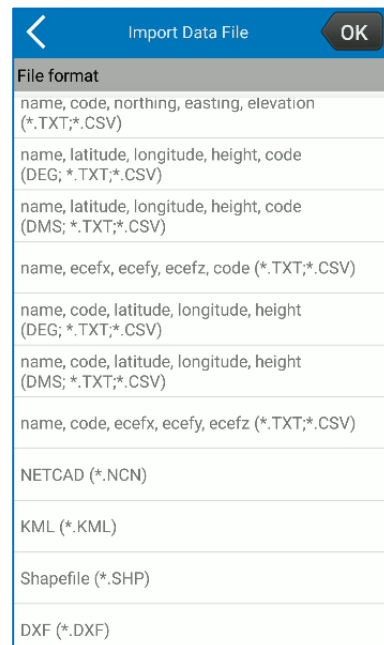 Import Data File
OK
File format
name, code, northing, easting, elevation
(*.TXT;*.CSV)
name, latitude, longitude, height, code
(DEG; *.TXT;*.CSV)
name, latitude, longitude, height, code
(DMS; *.TXT;*.CSV)
name, ecefx, ecefy, ecefz, code (*.TXT;*.CSV)
name, code, latitude, longitude, height
(DEG; *.TXT;*.CSV)
name, code, latitude, longitude, height
(DMS; *.TXT;*.CSV)
name, code, ecefx, ecefy, ecefz (*.TXT;*.CSV)
NETCAD (*.NCN)
KML (*.KML)
Shapefile (*.SHP)
DXF (*.DXF)